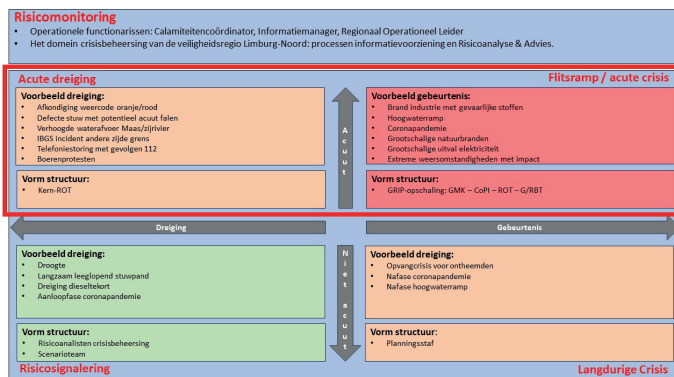 Risicomonitoring
• Operationele functionarissen: Calamiteitencoördinator, Informatiemanager, Regionaal Operationeel Leider
• Het domein crisisbeheersing van de veiligheidsregio Limburg-Noord: processen informatievoorziening en Risicoanalyse & Advies.
Acute dreiging
Voorbeeld dreiging:
• Afkondiging weercode oranje/rood
• Defecte stuw met potentieel acuut falen
• Verhoogde waterafvoer Maas/zijrivier
• IBGS incident andere zijde grens
• Telefoniestoring met gevolgen 112
• Boerenprotesten
Vorm structuur:
• Kern-ROT
Acuut
Flitsramp / acute crisis
Voorbeeld gebeurtenis:
• Brand industrie met gevaarlijke stoffen
• Hoogwaterramp
• Coronapandemie
• Grootschalige natuurbranden
• Grootschalige uitval elektriciteit
• Extreme weersomstandigheden met impact
Vorm structuur:
• GRIP-opschaling: GMK – CoPI – ROT – G/RBT
Dreiging
Gebeurtenis
Voorbeeld dreiging:
• Droogte
• Langzaam leeglopend stuwpand
• Dreiging dieseltekort
• Aanloopfase coronapandemie
Vorm structuur:
• Risicoanalisten crisisbeheersing
• Scenarioteam
Risicosignalering
Niet acuut
Voorbeeld dreiging:
• Opvangcrisis voor ontheemden
• Nafase coronapandemie
• Nafase hoogwaterramp
Vorm structuur:
• Planningsstaf
Langdurige Crisis